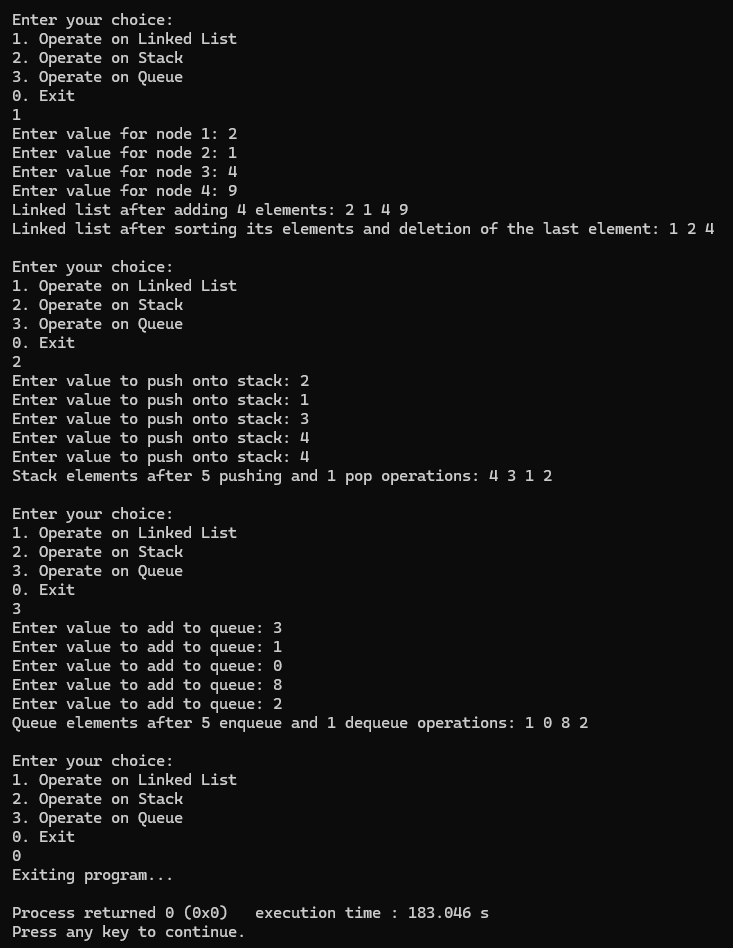 Enter your choice:
1. Operate on Linked List
2. Operate on Stack
3. Operate on Queue
0. Exit
1
Enter value for node 1: 2
Enter value for node 2: 1
Enter value for node 3: 4
Enter value for node 4: 9
Linked list after adding 4 elements: 2 1 4 9
Linked list after sorting its elements and deletion of the last element: 1 2 4
Enter your choice:
1. Operate on Linked List
2. Operate on Stack
3. Operate on Queue
0. Exit
2
Enter value to push onto stack: 2
Enter value to push onto stack: 1
Enter value to push onto stack: 3
Enter value to push onto stack: 4
Enter value to push onto stack: 4
Stack elements after 5 pushing and 1 pop operations: 4 3 1 2
Enter your choice:
1. Operate on Linked List
2. Operate on Stack
3. Operate on Queue
0. Exit
3
Enter value to add to queue: 3
Enter value to add to queue: 1
Enter value to add to queue: 0
Enter value to add to queue: 8
Enter value to add to queue: 2
Queue elements after 5 enqueue and 1 dequeue operations: 1 0 8 2
Enter your choice:
1. Operate on Linked List
2. Operate on Stack
3. Operate on Queue
0. Exit
0
Exiting program...
Process returned 0 (0x0)   execution time : 183.046 s
Press any key to continue.